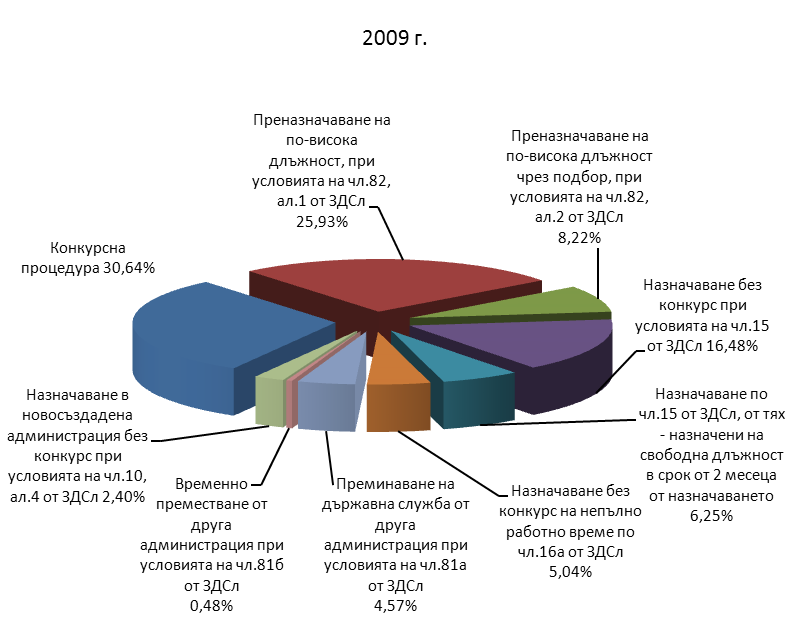 2009 г.
Преназначаване на
по-висока
длъжност, при
условията на чл.82,
ал.1 от ЗДСл
25,93%
Преназначаване на
по-висока длъжност
чрез подбор, при
условията на чл.82,
ал.2 от ЗДСл
8,22%
Конкурсна
процедура 30,64%
Назначаване без
конкурс при
условията на чл.15
от ЗДСл 16,48%
Назначаване по
чл.15 от ЗДСл, от тях
- назначени на
свободна длъжност
в срок от 2 месеца
от назначаването
6,25%
Назначаване в
новосъздадена
администрация без
конкурс при
условията на чл.10,
ал.4 от ЗДСл 2,40%
Временно
преместване от
друга
администрация при
условията на чл.81б
от ЗДСл
0,48%
Преминаване на
държавна служба от
друга
администрация при
условията на чл.81а
от ЗДСл
4,57%
Назначаване без
конкурс на непълно
работно време по
чл.16а от ЗДСл
5,04%